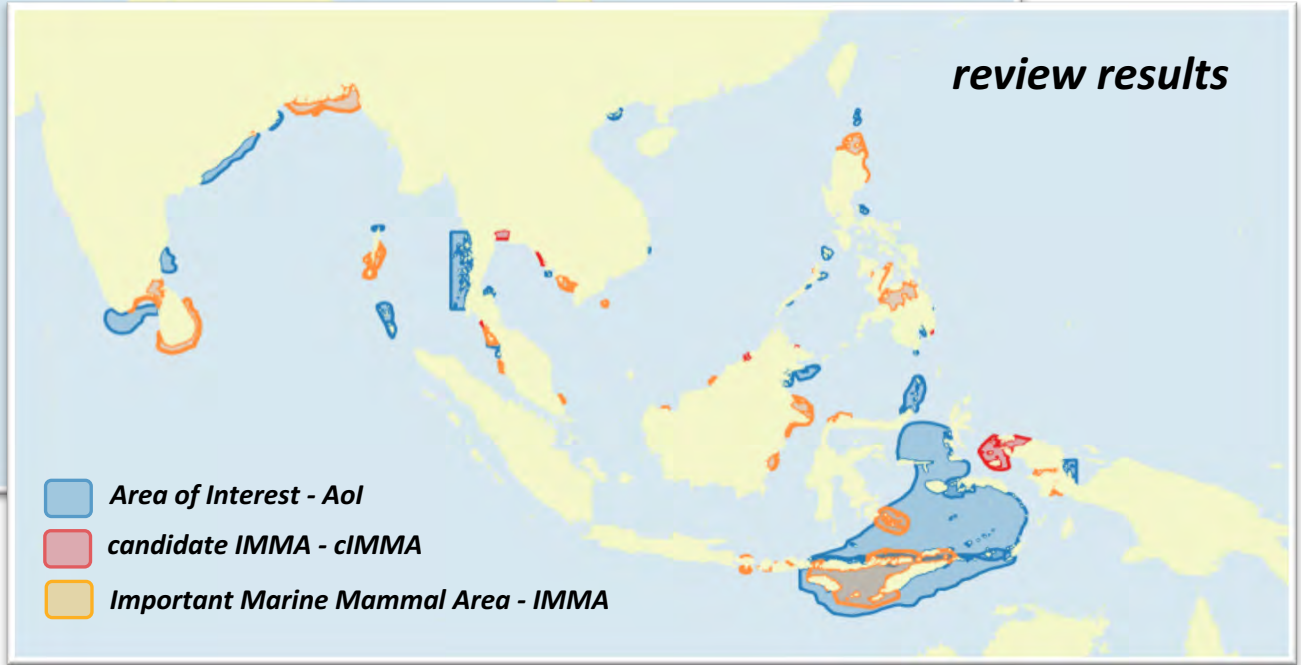 review results
Area of Interest - AoI
candidate IMMA - cIMMA
Important Marine Mammal Area - IMMA